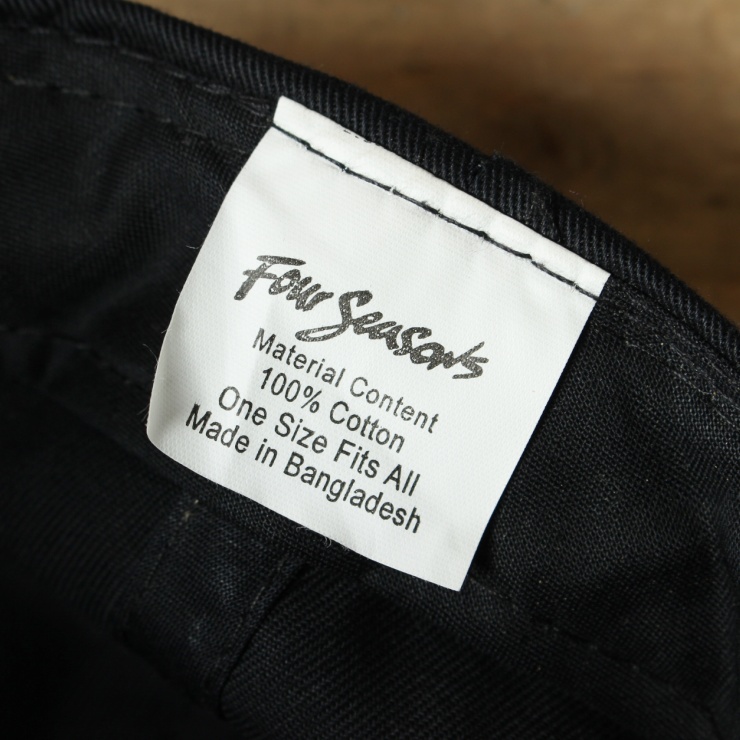 Four Seasons
Material Content
100% Cotton
One Size Fits All
Made in Bangladesh